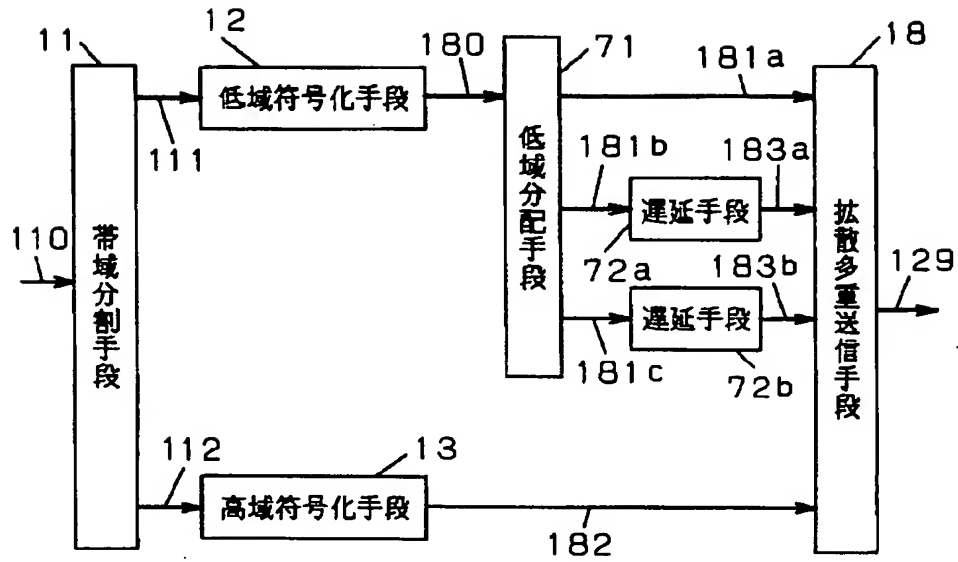 11
12
180
71
181a
18
低域符号化手段
111
181b
183a
低域分配手段
遅延手段
72a
183b
110
帯域分割手段
拡散多重送信手段
129
遅延手段
181c
72b
112
13
高域符号化手段
182